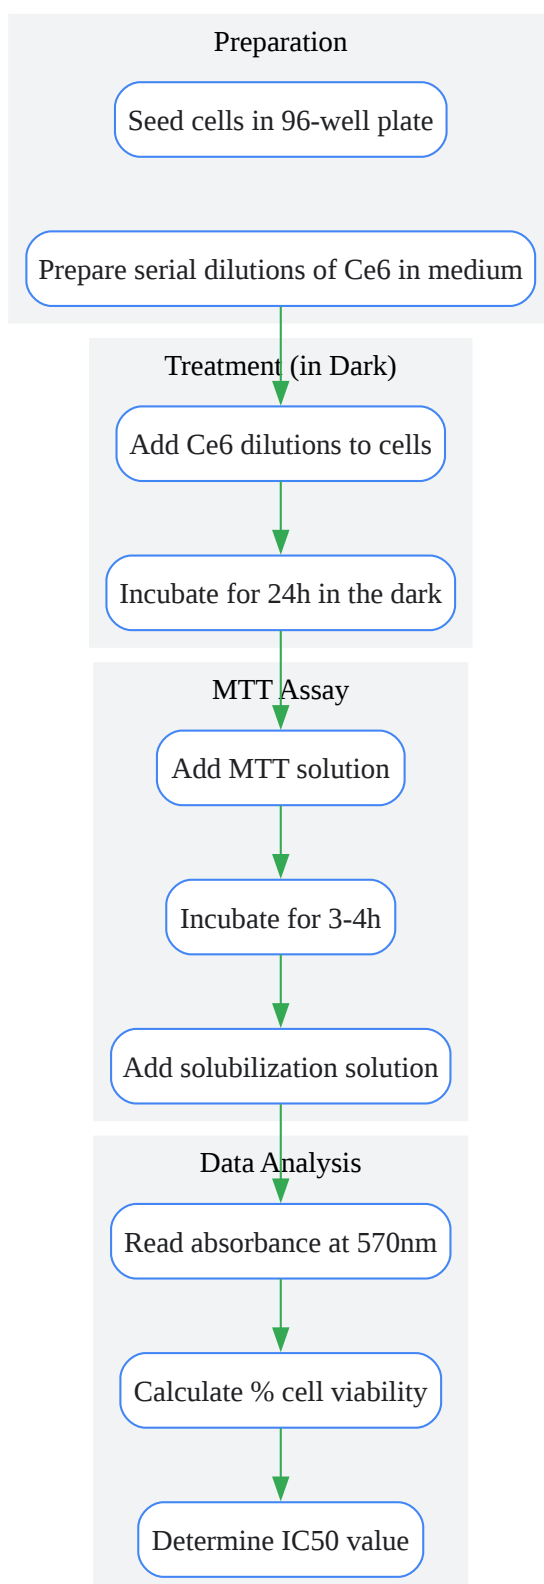 Preparation
Seed cells in 96-well plate
Prepare serial dilutions of Ce6 in medium
Treatment (in Dark)
Add Ce6 dilutions to cells
Incubate for 24h in the dark
MTT Assay
Add MTT solution
Incubate for 3-4h
Add solubilization solution
Data Analysis
Read absorbance at 570nm
Calculate % cell viability
Determine IC50 value